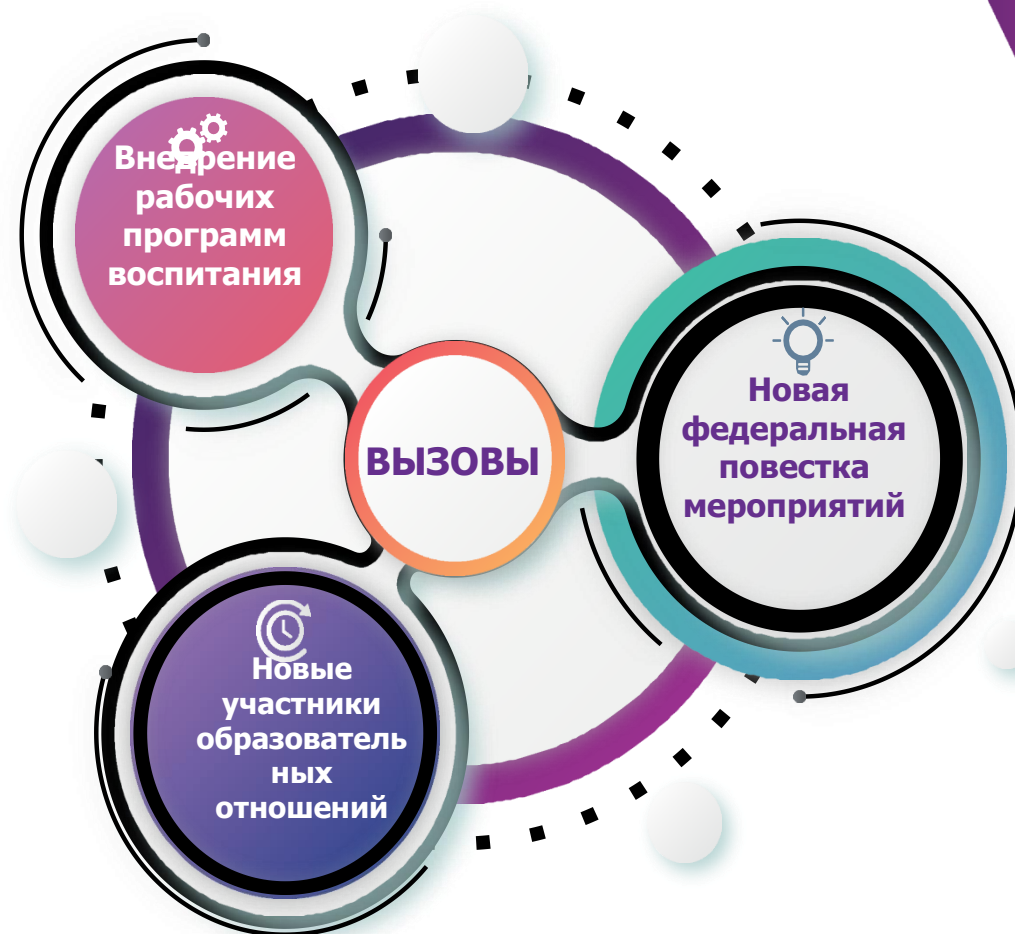 Внедрение
рабочих
программ
воспитания
ВЫЗОВЫ
Новая
федеральная
повестка
мероприятий
Новые
участники
образователь
ных
отношений